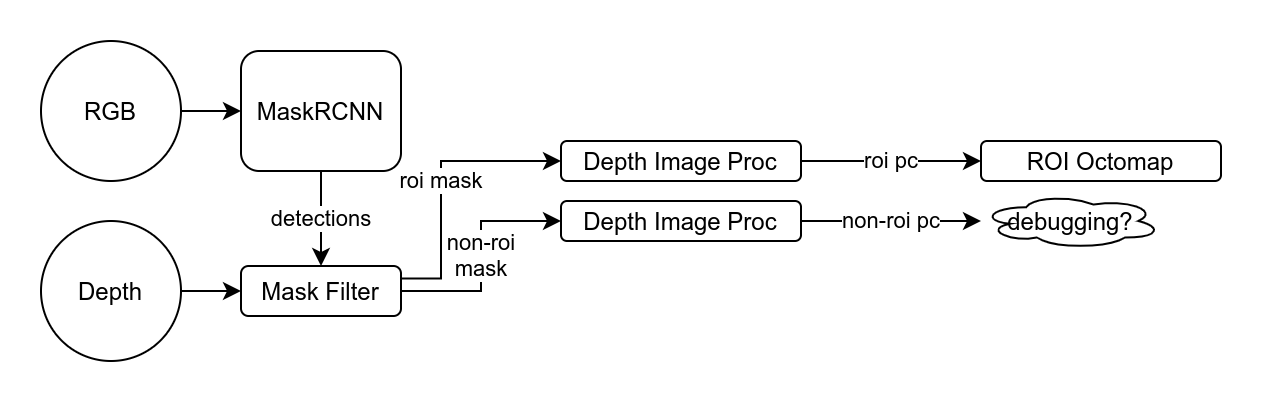 RGB
MaskRCNN
detections
Depth
Mask Filter
roi mask
non-roi
mask
Depth Image Proc
roi pc
ROI Octomap
Depth Image Proc
non-roi pc
debugging?